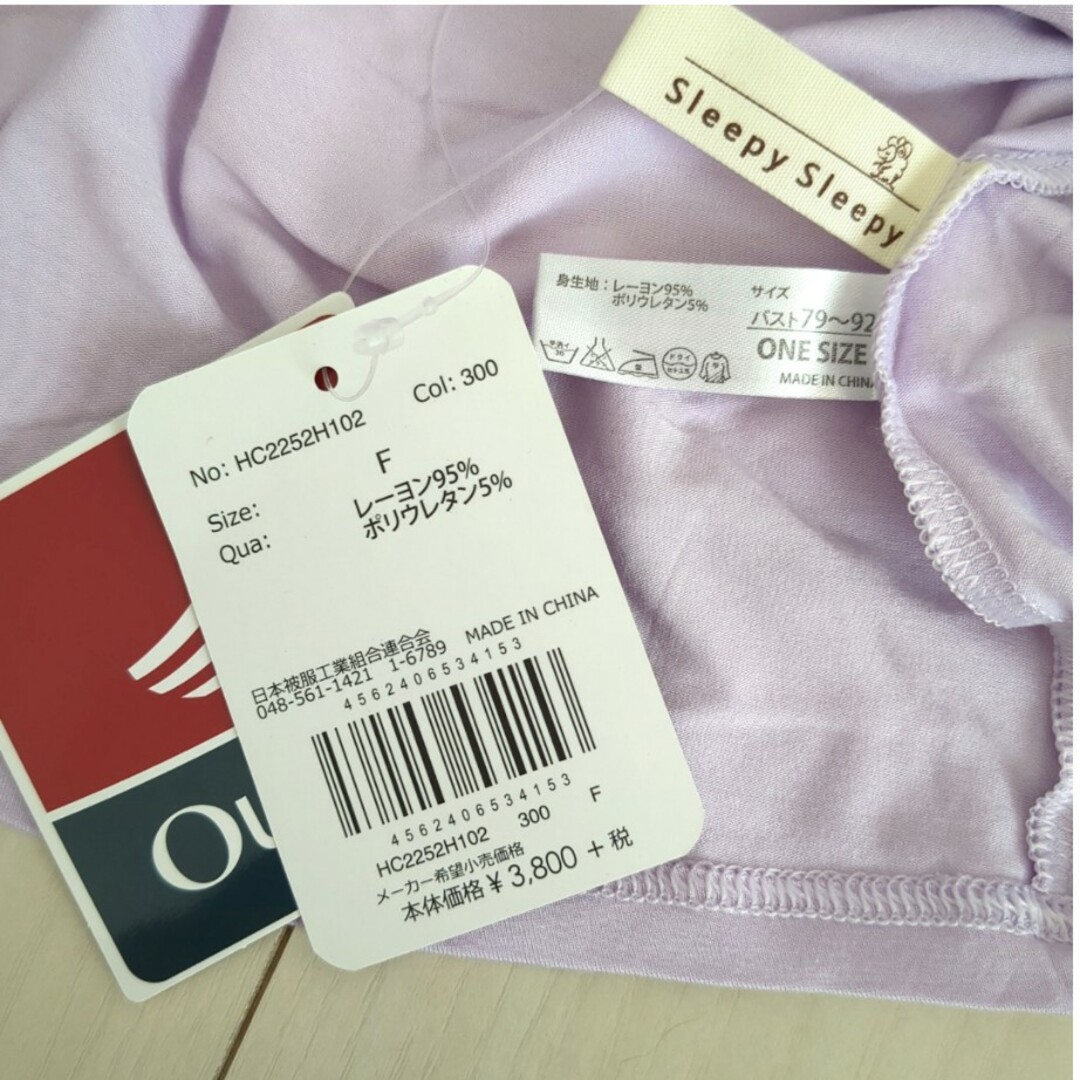 Sleepy Sleepy
身生地：レーヨン95%
ポリウレタン5%
サイズ
バスト79～92
ONE SIZE
MADE IN CHINA
No: HC2252H102
Col: 300
Size: F
Qua: レーヨン95%
ポリウレタン5%
日本被服工業組合連合会
048-561-1421 1-6789 MADE IN CHINA
4562406534153
4562406534153
HC2252H102 300 F
メーカー希望小売価格
本体価格￥3,800 + 税